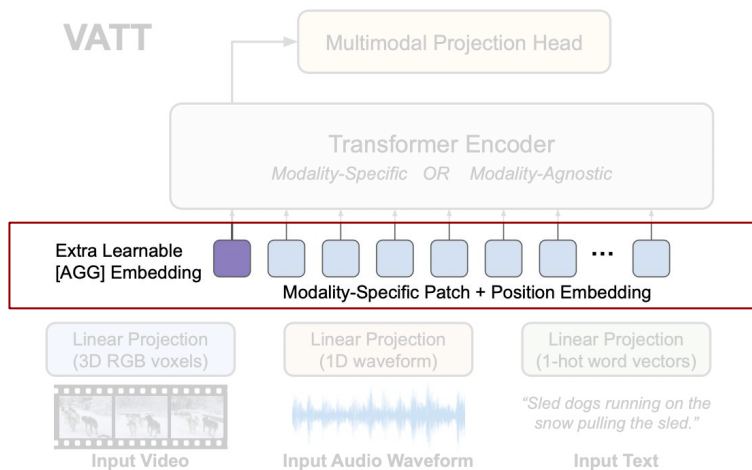 VATT
Multimodal Projection Head
Transformer Encoder
Modality-Specific OR Modality-Agnostic
Extra Learnable
[AGG] Embedding
...
Modality-Specific Patch + Position Embedding
Linear Projection
(3D RGB voxels)
Linear Projection
(1D waveform)
Linear Projection
(1-hot word vectors)
“Sled dogs running on the
snow pulling the sled.”
Input Video
Input Audio Waveform
Input Text